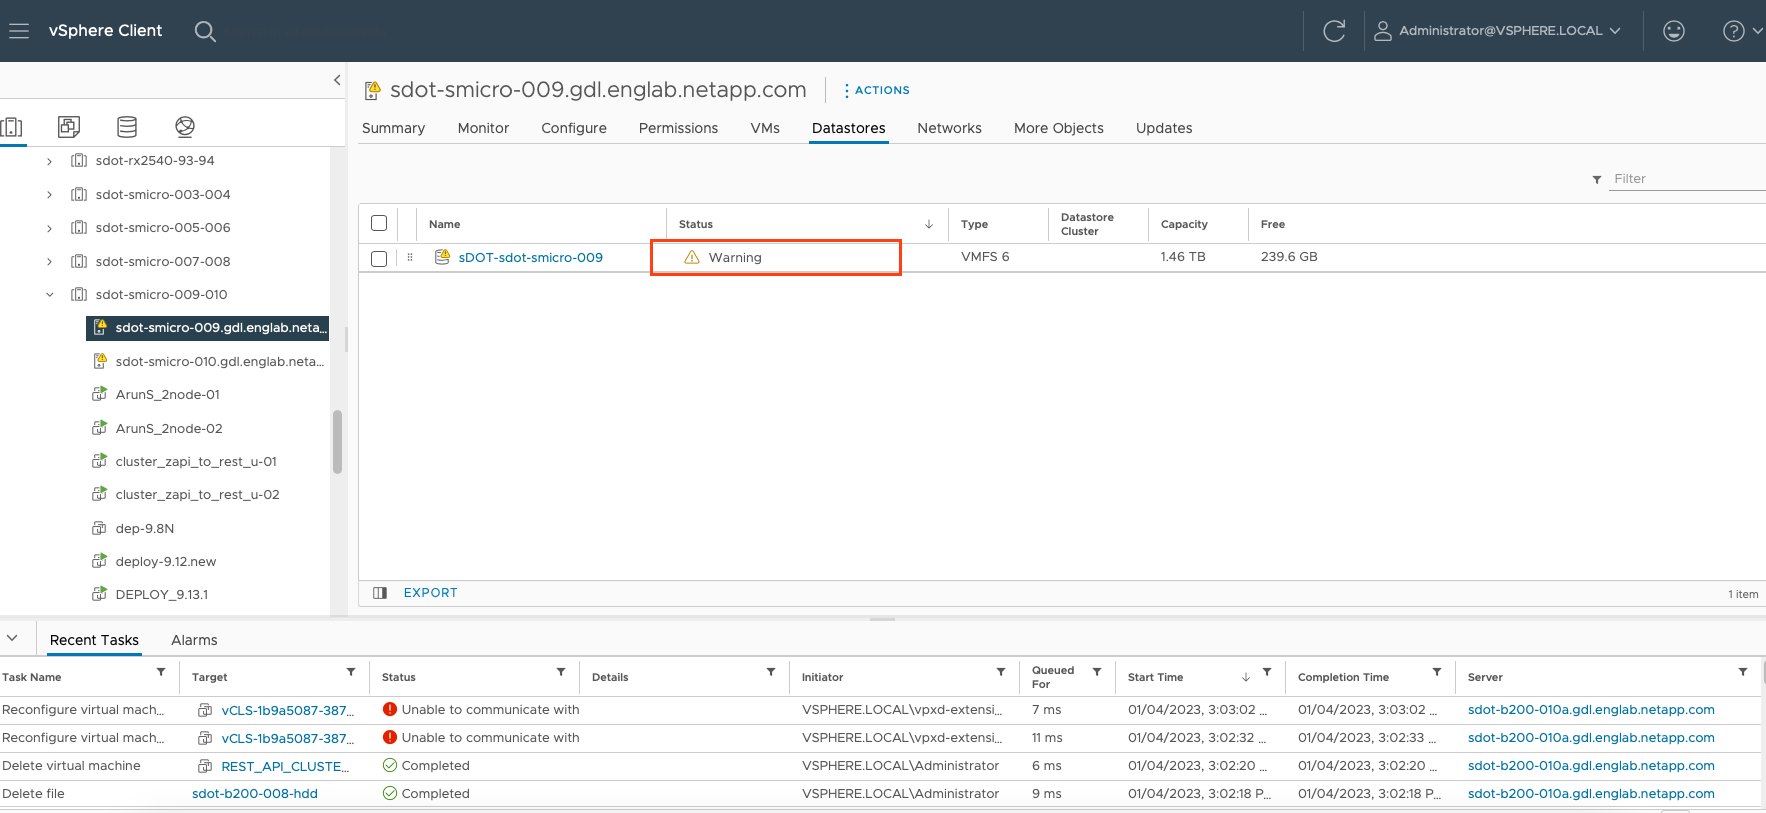 vSphere Client
Administrator@VSPHERE.LOCAL
sdot-rx2540-93-94
sdot-smicro-003-004
sdot-smicro-005-006
sdot-smicro-007-008
sdot-smicro-009-010
sdot-smicro-009.gdl.englab.neta...
sdot-smicro-010.gdl.englab.neta...
ArunS_2node-01
ArunS_2node-02
cluster_zapi_to_rest_u-01
cluster_zapi_to_rest_u-02
dep-9.8N
deploy-9.12.new
DEPLOY_9.13.1
sdot-smicro-009.gdl.englab.netapp.com
ACTIONS
Summary Monitor Configure Permissions VMs Datastores Networks More Objects Updates
Filter
Name Status Type Datastore Cluster Capacity Free
sDOT-sdot-smicro-009 Warning VMFS 6 1.46 TB 239.6 GB
EXPORT
1 item
Recent Tasks Alarms
Task Name Target Status Details Initiator Queued For Start Time Completion Time Server
Reconfigure virtual mach... vCLS-1b9a5087-387... Unable to communicate with VSPHERE.LOCAL\vpxd-extensi... 7 ms 01/04/2023, 3:03:02 ... 01/04/2023, 3:03:02 ... sdot-b200-010a.gdl.englab.netapp.com
Reconfigure virtual mach... vCLS-1b9a5087-387... Unable to communicate with VSPHERE.LOCAL\vpxd-extensi... 11 ms 01/04/2023, 3:02:32 ... 01/04/2023, 3:02:33 ... sdot-b200-010a.gdl.englab.netapp.com
Delete virtual machine REST_API_CLUSTE... Completed VSPHERE.LOCAL\Administrator 6 ms 01/04/2023, 3:02:20 ... 01/04/2023, 3:02:20 ... sdot-b200-010a.gdl.englab.netapp.com
Delete file sdot-b200-008-hdd Completed VSPHERE.LOCAL\Administrator 9 ms 01/04/2023, 3:02:18 P... 01/04/2023, 3:02:18 P... sdot-b200-010a.gdl.englab.netapp.com